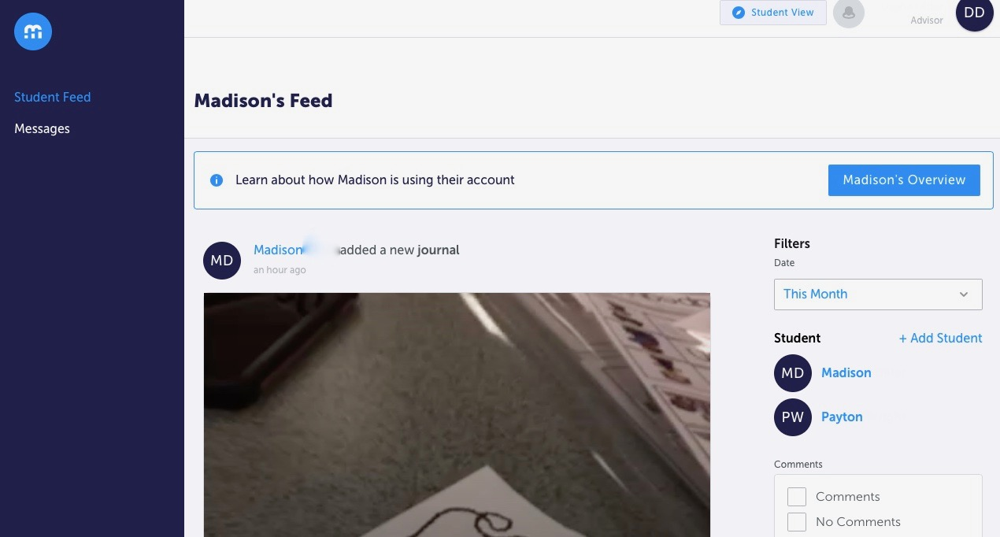 Student View
Advisor
DD
Student Feed
Messages
Madison's Feed
Learn about how Madison is using their account
Madison's Overview
MD
Madison added a new journal
an hour ago
Filters
Date
This Month
Student
+ Add Student
MD
Madison
PW
Payton
Comments
Comments
No Comments